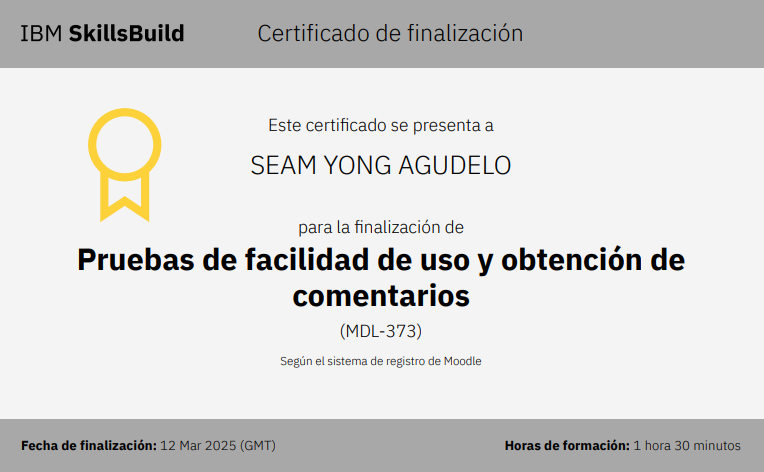 IBM SkillsBuild
Certificado de finalización
Este certificado se presenta a
SEAM YONG AGUDELO
para la finalización de
Pruebas de facilidad de uso y obtención de
comentarios
(MDL-373)
Según el sistema de registro de Moodle
Fecha de finalización: 12 Mar 2025 (GMT)
Horas de formación: 1 hora 30 minutos